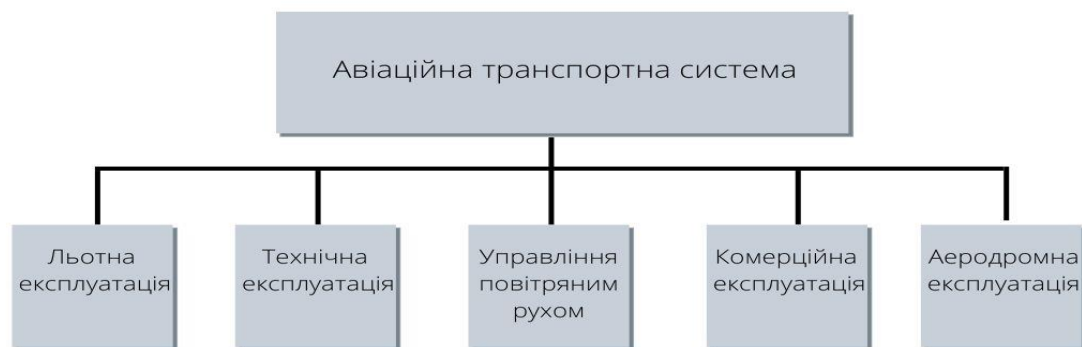 Авіаційна транспортна система
Льотна
експлуатація
Технічна
експлуатація
Управління
повітряним
рухом
Комерційна
експлуатація
Аеродромна
експлуатація